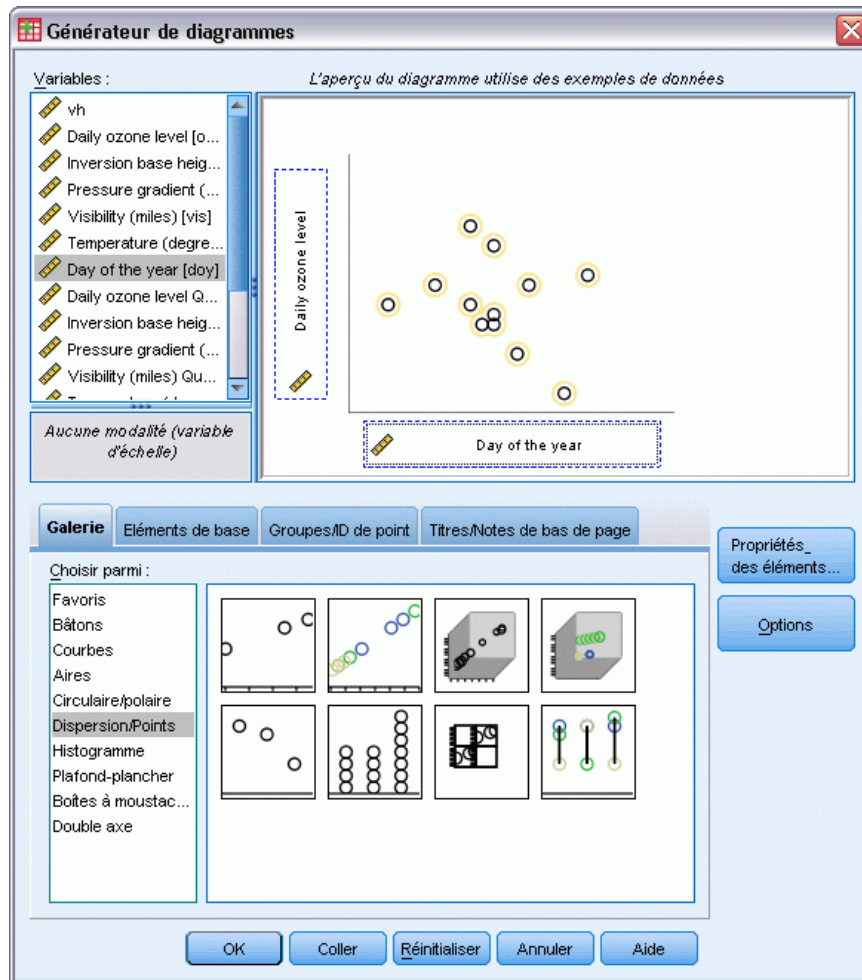 Générateur de diagrammes
Variables :
L'aperçu du diagramme utilise des exemples de données
vh
Daily ozone level [o...
Inversion base heig...
Pressure gradient (...
Visibility (miles) [vis]
Temperature (degre...
Day of the year [doy]
Daily ozone level Q...
Inversion base heig...
Pressure gradient (...
Visibility (miles) Qu...
Aucune modalité (variable
d'échelle)
Daily ozone level
Day of the year
Galerie
Eléments de base
Groupes/ID de point
Titres/Notes de bas de page
Choisir parmi :
Favoris
Bâtons
Courbes
Aires
Circulaire/polaire
Dispersion/Points
Histogramme
Plafond-plancher
Boîtes à moustac...
Double axe
Propriétés_
des éléments...
Options
OK
Coller
Réinitialiser
Annuler
Aide